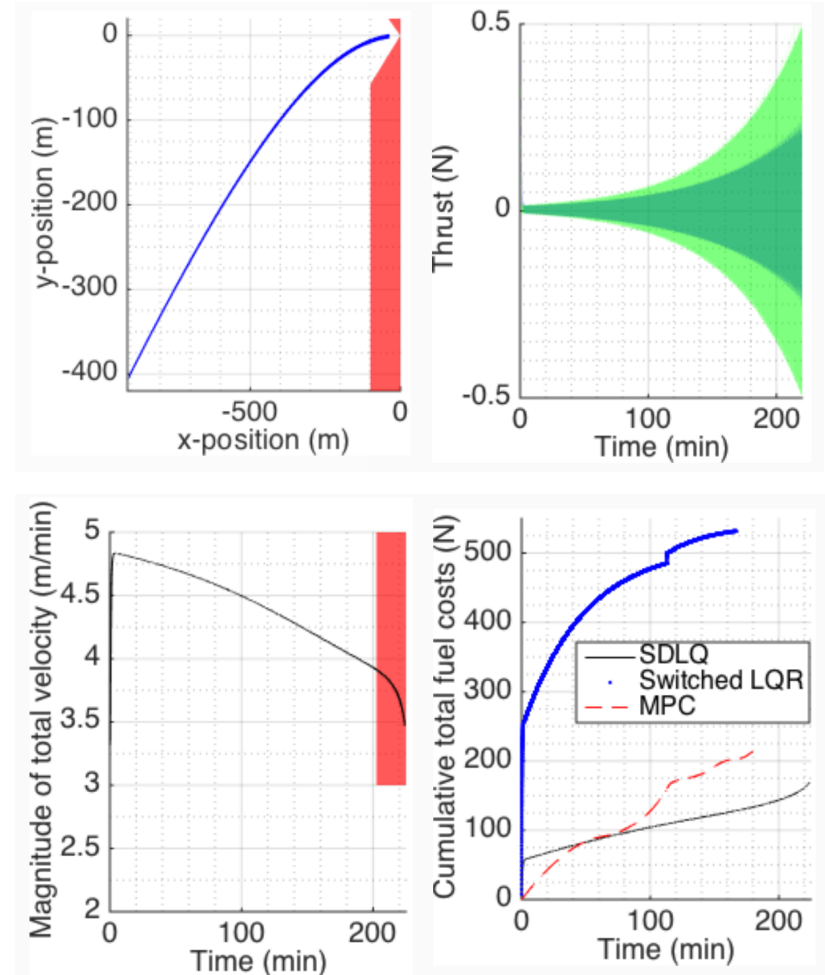 0
-100
-200
-300
-400
y-position (m)
-500
0
x-position (m)
0.5
0
-0.5
Thrust (N)
0
100
200
Time (min)
5
4.5
4
3.5
3
2.5
2
Magnitude of total velocity (m/min)
0
100
200
Time (min)
500
400
300
200
100
0
Cumulative total fuel costs (N)
SDLQ
Switched LQR
MPC
0
100
200
Time (min)